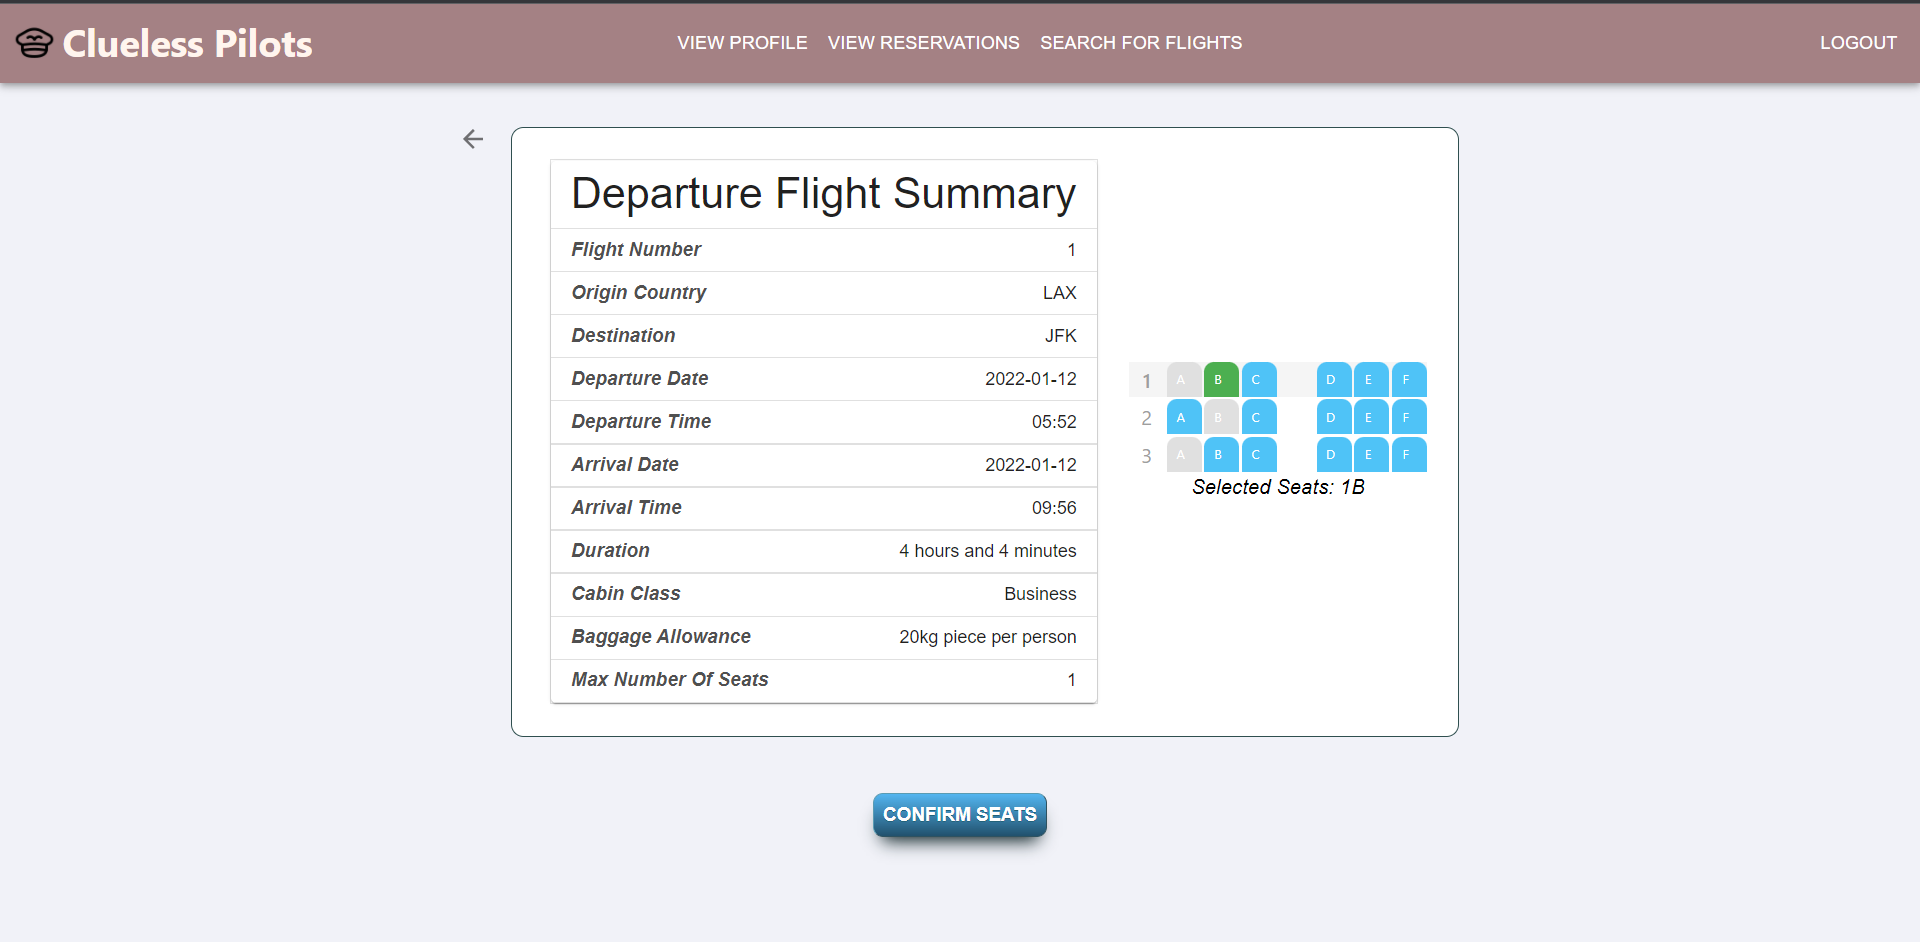 Clueless Pilots
VIEW PROFILE VIEW RESERVATIONS SEARCH FOR FLIGHTS
LOGOUT
Departure Flight Summary
Flight Number 1
Origin Country LAX
Destination JFK
Departure Date 2022-01-12
Departure Time 05:52
Arrival Date 2022-01-12
Arrival Time 09:56
Duration 4 hours and 4 minutes
Cabin Class Business
Baggage Allowance 20kg piece per person
Max Number Of Seats 1
1 A B C D E F
2 A B C D E F
3 A B C D E F
Selected Seats: 1B
CONFIRM SEATS